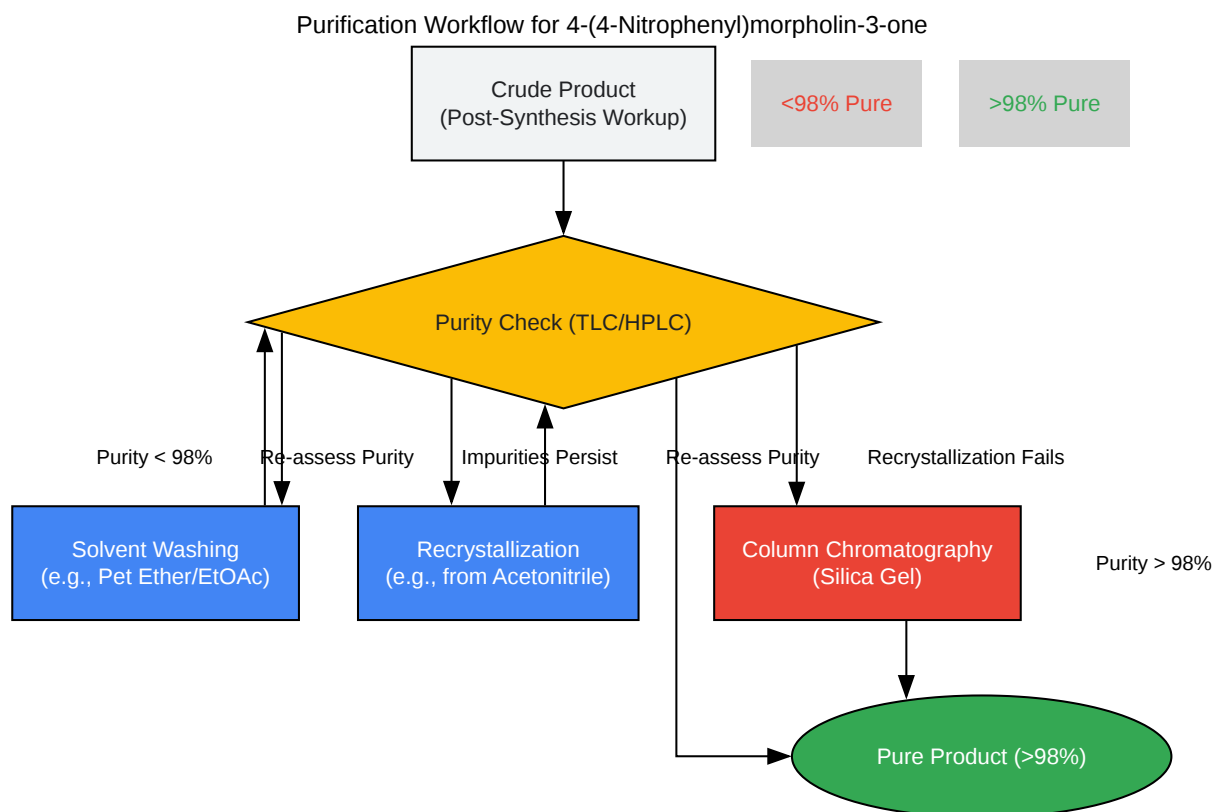 Purification Workflow for 4-(4-Nitrophenyl)morpholin-3-one
Crude Product
(Post-Synthesis Workup)
<98% Pure
>98% Pure
Purity Check (TLC/HPLC)
Purity < 98%
Re-assess Purity
Impurities Persist
Re-assess Purity
Recrystallization Fails
Solvent Washing
(e.g., Pet Ether/EtOAc)
Recrystallization
(e.g., from Acetonitrile)
Column Chromatography
(Silica Gel)
Purity > 98%
Pure Product (>98%)